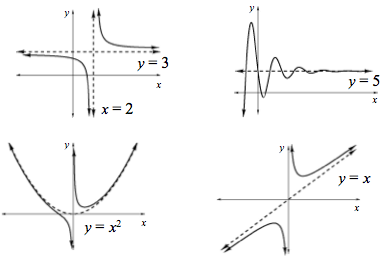 y
y = 3
x
x = 2
y
y = 5
x
y
y = x²
x
y
y = x
x